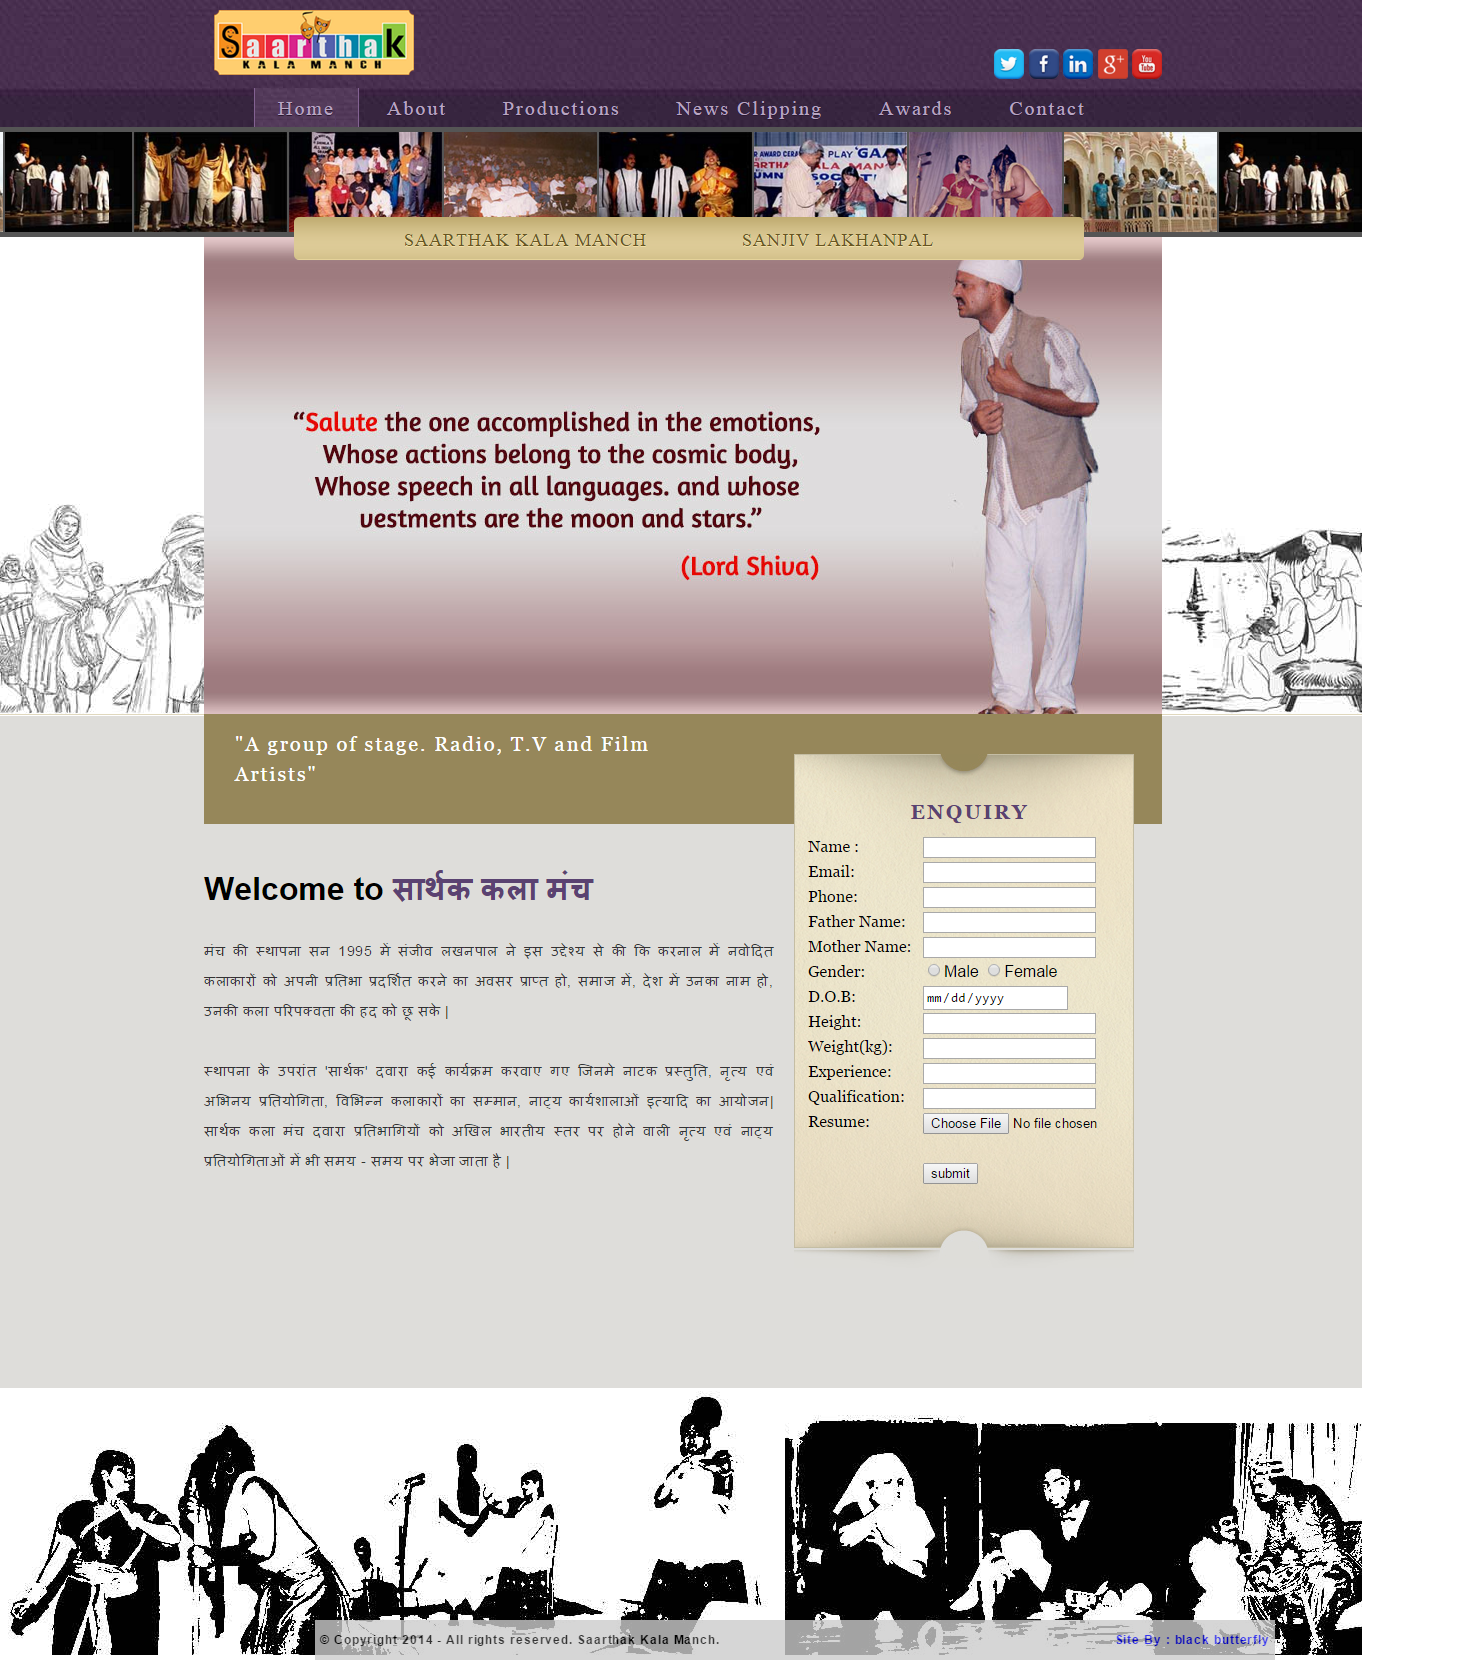 Saarthak
KALA MANCH
You
Tube
Home About Productions News Clipping Awards Contact
SAARTHAK KALA MANCH SANJIV LAKHANPAL
“Salute the one accomplished in the emotions,
Whose actions belong to the cosmic body,
Whose speech in all languages. and whose
vestments are the moon and stars.”
(Lord Shiva)
"A group of stage. Radio, T.V and Film
Artists"
Welcome to सार्थक कला मंच
मंच की स्थापना सन 1995 में संजीव लखनपाल ने इस उद्देश्य से की कि करनाल में नवोदित
कलाकारों को अपनी प्रतिभा प्रदर्शित करने का अवसर प्राप्त हो, समाज में, देश में उनका नाम हो,
उनकी कला परिपक्वता की हद को छू सके |
स्थापना के उपरांत 'सार्थक' दवारा कई कार्यक्रम करवाए गए जिनमे नाटक प्रस्तुति, नृत्य एवं
अभिनय प्रतियोगिता, विभिन्न कलाकारों का सम्मान, नाट्य कार्यशालाओं इत्यादि का आयोजन|
सार्थक कला मंच दवारा प्रतिभागियों को अखिल भारतीय स्तर पर होने वाली नृत्य एवं नाट्य
प्रतियोगिताओं में भी समय - समय पर भेजा जाता है |
ENQUIRY
Name :
Email:
Phone:
Father Name:
Mother Name:
Gender: Male Female
D.O.B: mm/dd/yyyy
Height:
Weight(kg):
Experience:
Qualification:
Resume: Choose File No file chosen
submit
© Copyright 2014 - All rights reserved. Saarthak Kala Manch. Site By : black butterfly